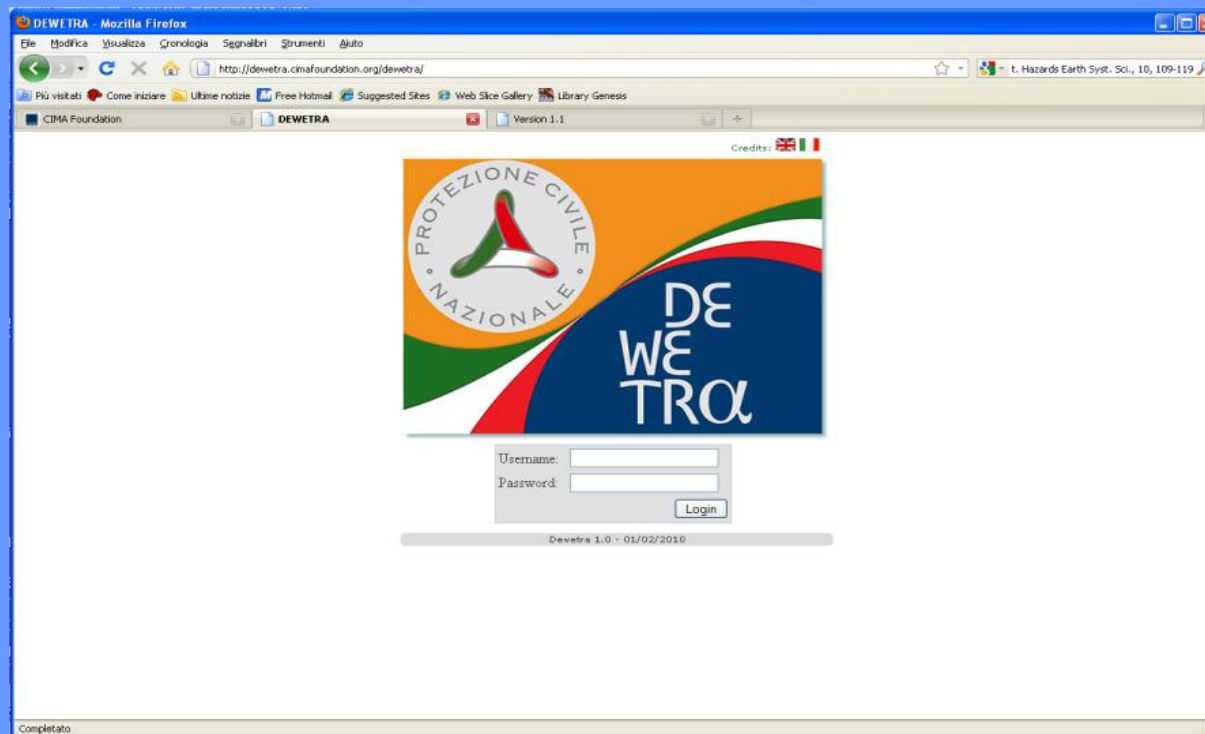 DEWETRA - Mozilla Firefox
File Modifica Visualizza Cronologia Segnalibri Strumenti Aiuto
http://dewetra.cimafoundation.org/dewetra/
t. Hazards Earth Syst. Sci., 10, 109-119
Più visitati Come iniziare Ultime notizie Free Hotmail Suggested Sites Web Slice Gallery Library Genesis
CIMA Foundation DEWETRA Version 1.1
Credits:
PROTEZIONE CIVILE
NAZIONALE
DE
WE
TRα
Username:
Password:
Login
Dewetra 1.0 - 01/02/2010
Completato